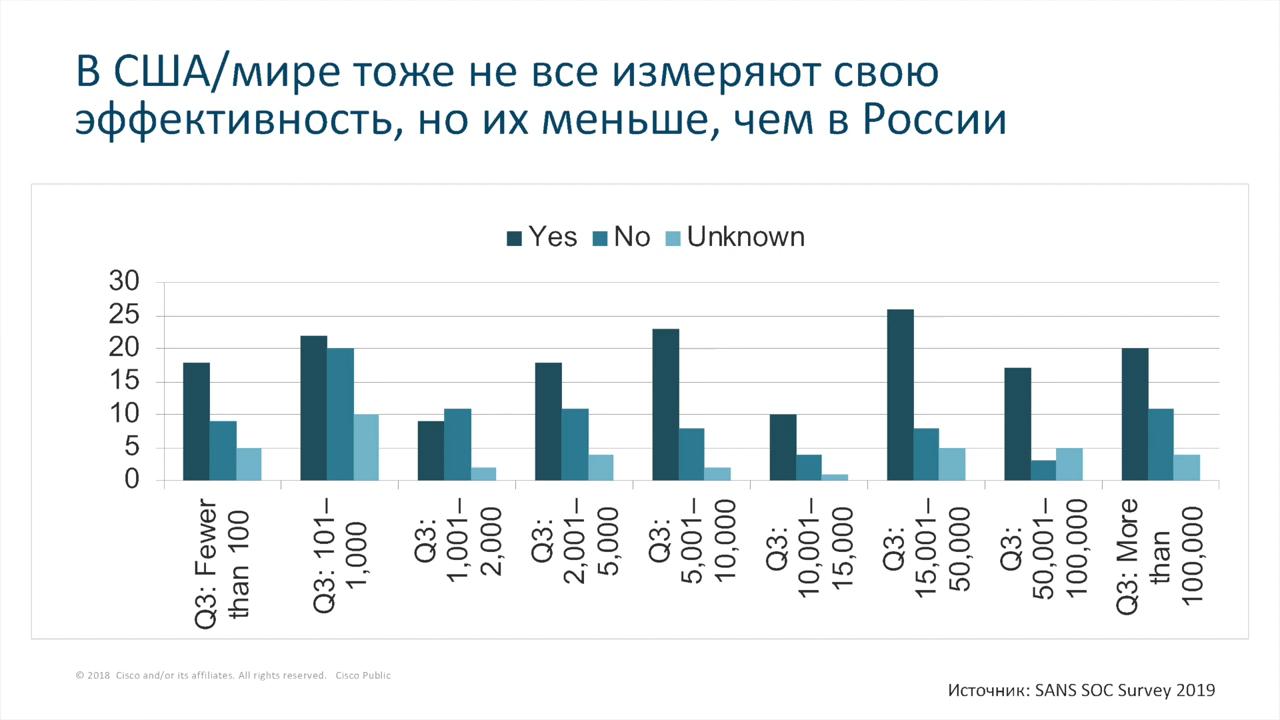 В США/мире тоже не все измеряют свою
эффективность, но их меньше, чем в России
Yes No Unknown
30
25
20
15
10
5
0
Q3: Fewer
than 100
Q3: 101–
1,000
Q3:
1,001–
2,000
Q3:
2,001–
5,000
Q3:
5,001–
10,000
Q3:
10,001–
15,000
Q3:
15,001–
50,000
Q3:
50,001–
100,000
Q3: More
than
100,000
© 2018 Cisco and/or its affiliates. All rights reserved. Cisco Public
Источник: SANS SOC Survey 2019